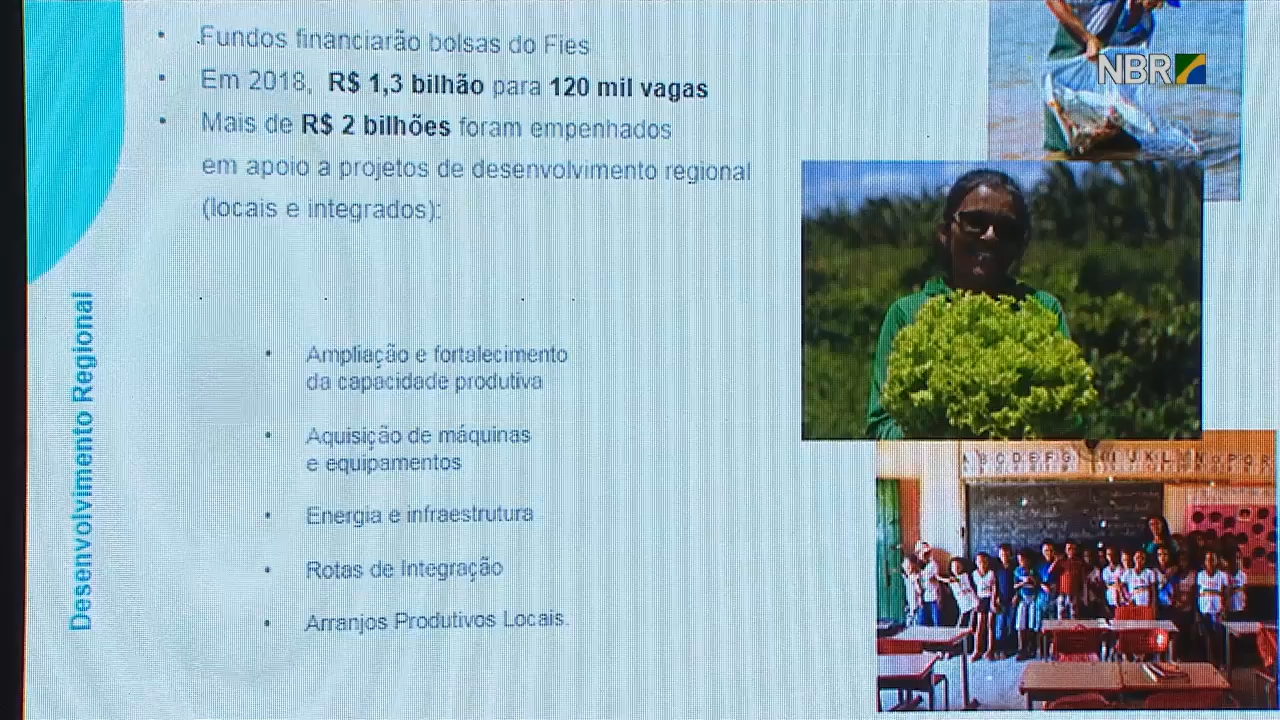 .Fundos financiarão bolsas do Fies
Em 2018, R$ 1,3 bilhão para 120 mil vagas
Mais de R$ 2 bilhões foram empenhados
em apoio a projetos de desenvolvimento regional
(locais e integrados):
Ampliação e fortalecimento
da capacidade produtiva
Aquisição de máquinas
e equipamentos
Energia e Infraestrutura
Rotas de Integração
Arranjos Produtivos Locais.
Desenvolvimento Regional
NBR
A B C D E F G H I J K L M N O P Q R